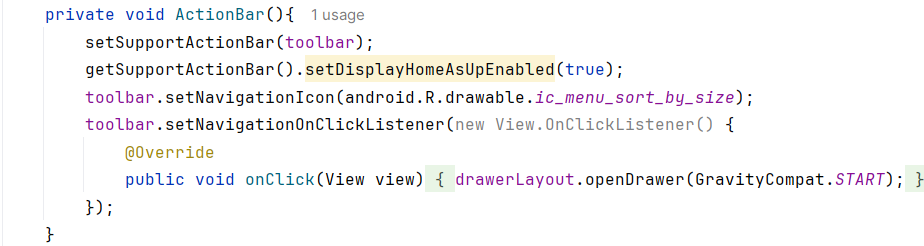 private void ActionBar(){ 1 usage
    setSupportActionBar(toolbar);
    getSupportActionBar().setDisplayHomeAsUpEnabled(true);
    toolbar.setNavigationIcon(android.R.drawable.ic_menu_sort_by_size);
    toolbar.setNavigationOnClickListener(new View.OnClickListener() {
        @Override
        public void onClick(View view) { drawerLayout.openDrawer(GravityCompat.START); }
    });
}